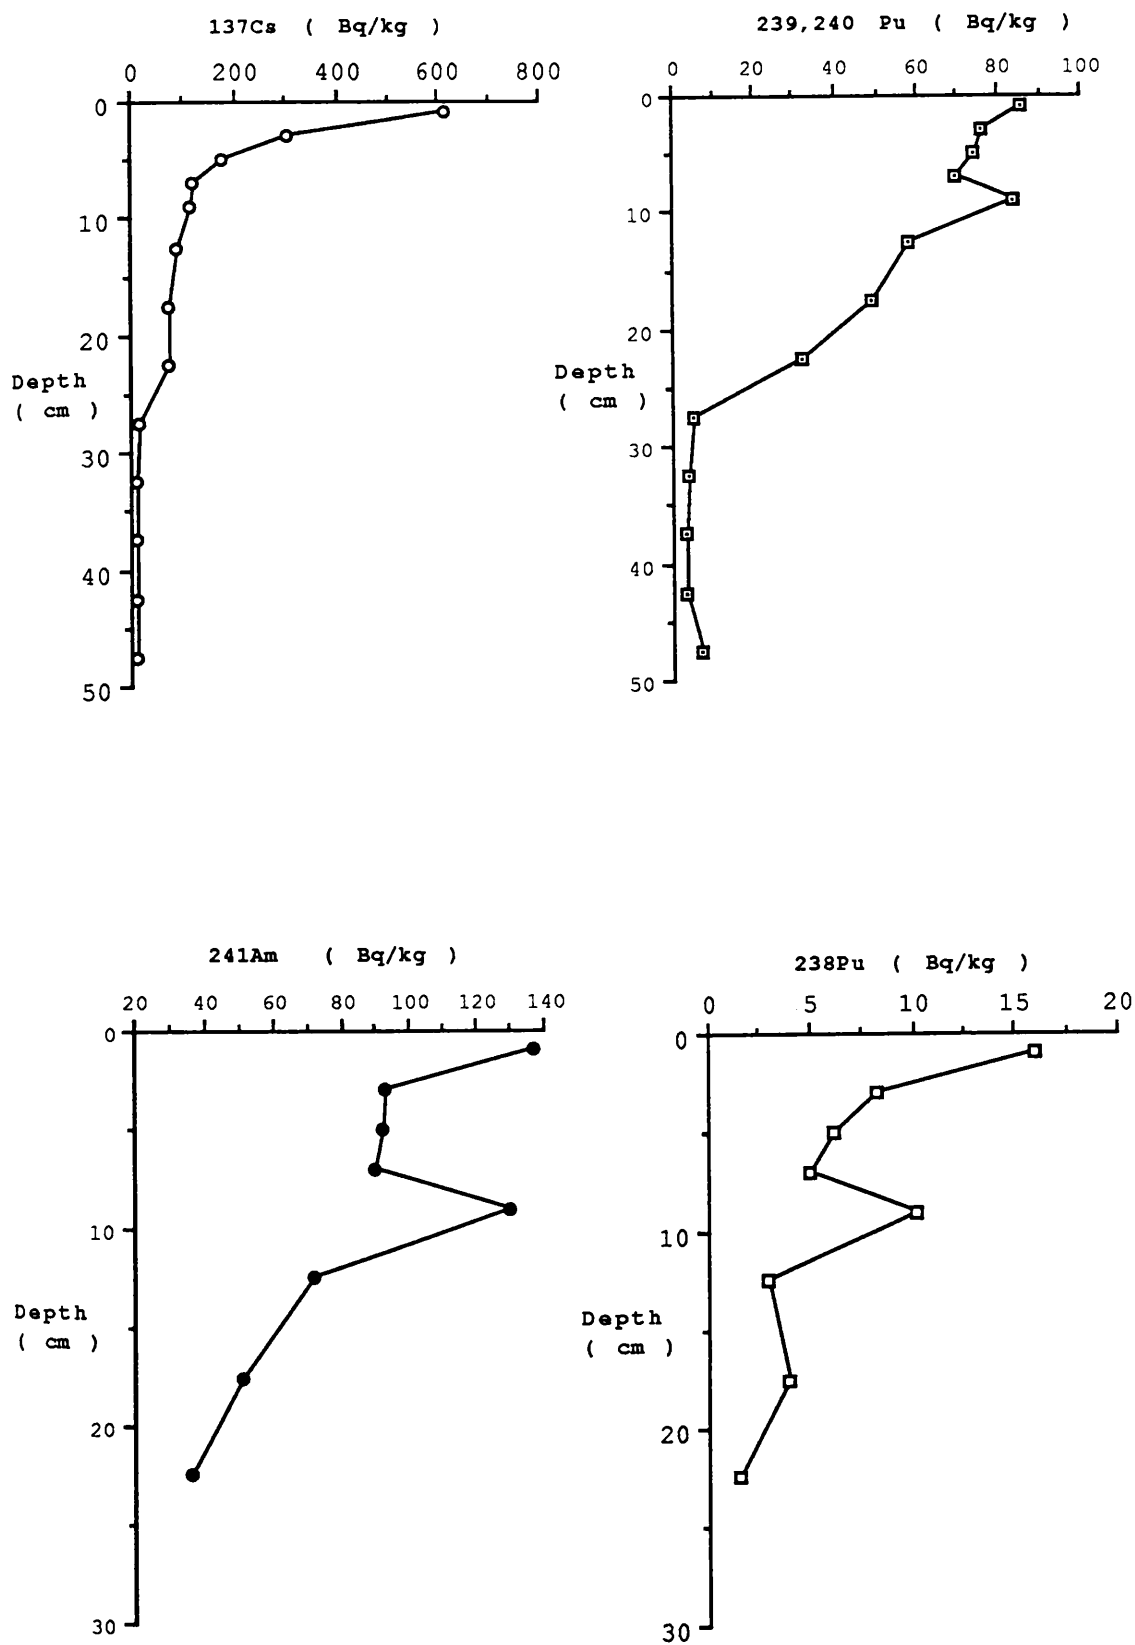 137Cs ( Bq/kg )
0 200 400 600 800
0
10
20
Depth
( cm )
30
40
50
239,240 Pu ( Bq/kg )
0 20 40 60 80 100
0
10
20
Depth
( cm )
30
40
50
241Am ( Bq/kg )
20 40 60 80 100 120 140
0
10
Depth
( cm )
20
30
238Pu ( Bq/kg )
0 5 10 15 20
0
10
Depth
( cm )
20
30